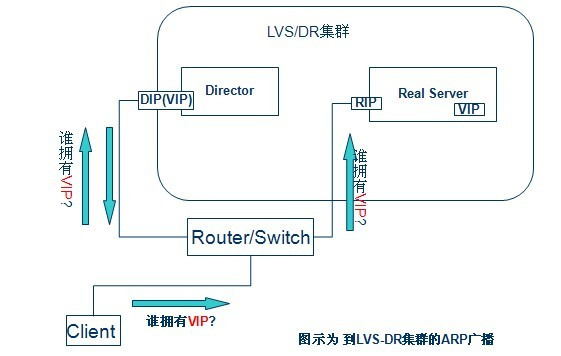 LVS/DR集群
Director
DIP(VIP)
Real Server
RIP
VIP
谁拥有VIP?
谁拥有VIP?
Router/Switch
Client
谁拥有VIP?
图示为 到LVS-DR集群的ARP广播